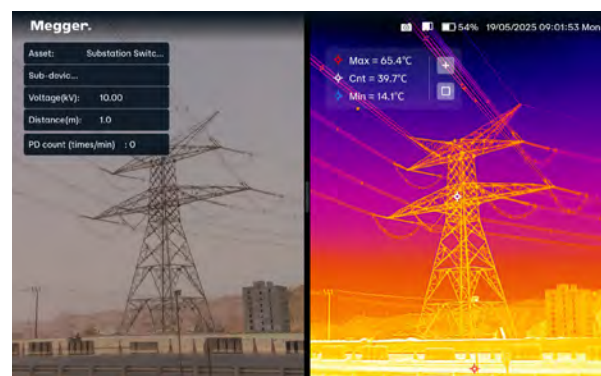 Megger.
Asset: Substation Switc...
Sub-devic...
Voltage(kV): 10.00
Distance(m): 1.0
PD count (times/min) : 0
54% 19/05/2025 09:01:53 Mon
Max = 65.4°C
Cnt = 39.7°C
Min = 14.1°C